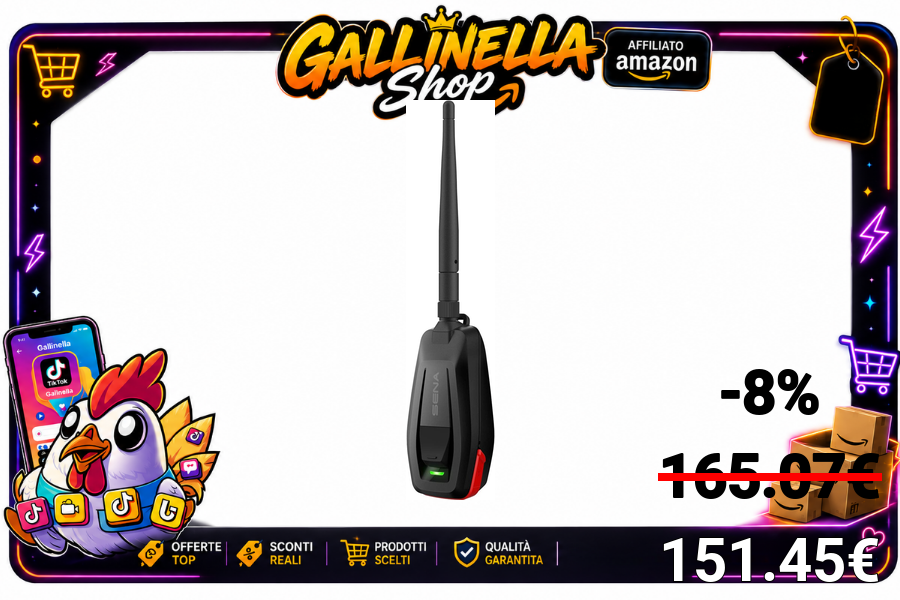 GALLINELLA
Shop
AFFILIATO
amazon
Gallinella
TikTok
Gallinella
SENA
-8%
165.07€
151.45€
OFFERTE
TOP
SCONTI
REALI
PRODOTTI
SCELTI
QUALITÀ
GARANTITA